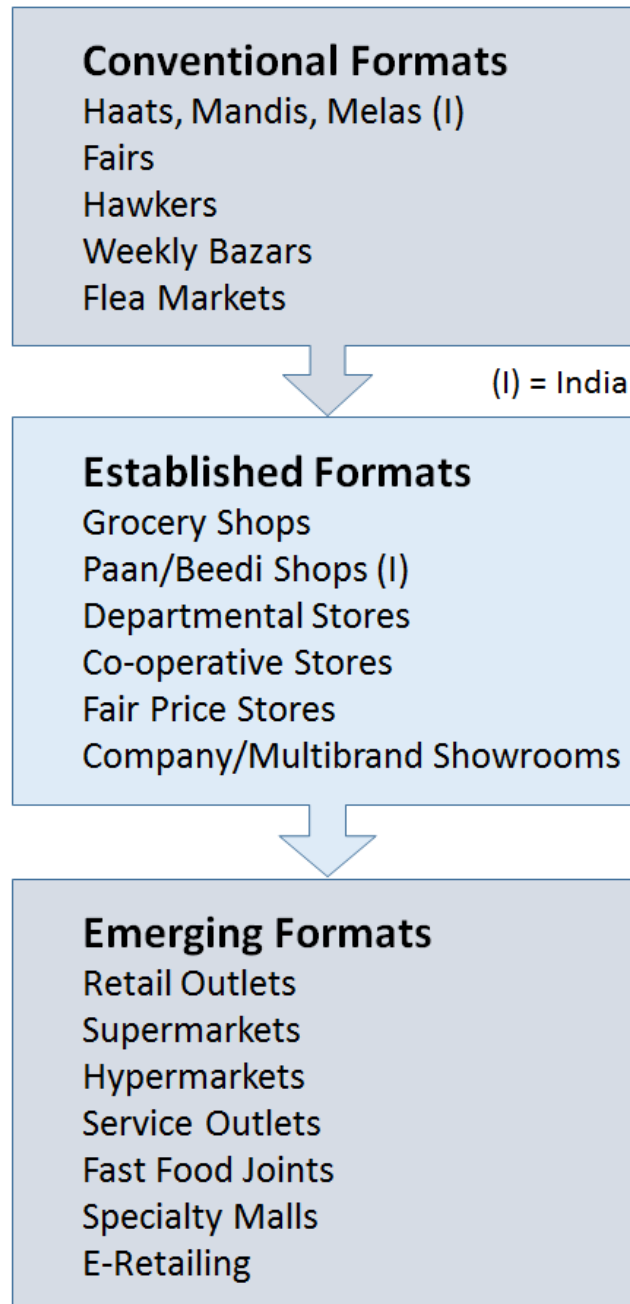 Conventional Formats
Haats, Mandis, Melas (I)
Fairs
Hawkers
Weekly Bazars
Flea Markets
(I) = India
Established Formats
Grocery Shops
Paan/Beedi Shops (I)
Departmental Stores
Co-operative Stores
Fair Price Stores
Company/Multibrand Showrooms
Emerging Formats
Retail Outlets
Supermarkets
Hypermarkets
Service Outlets
Fast Food Joints
Specialty Malls
E-Retailing